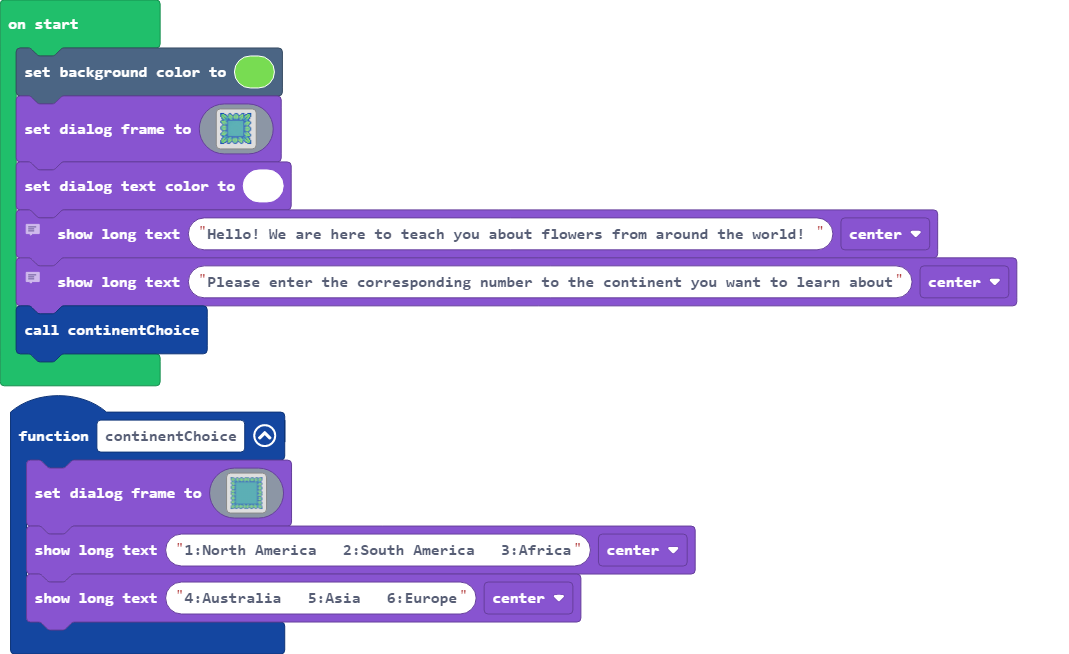 on start
set background color to
set dialog frame to
set dialog text color to
show long text "Hello! We are here to teach you about flowers from around the world! " center
show long text "Please enter the corresponding number to the continent you want to learn about" center
call continentChoice
function continentChoice
set dialog frame to
show long text "1:North America   2:South America   3:Africa" center
show long text "4:Australia   5:Asia   6:Europe" center